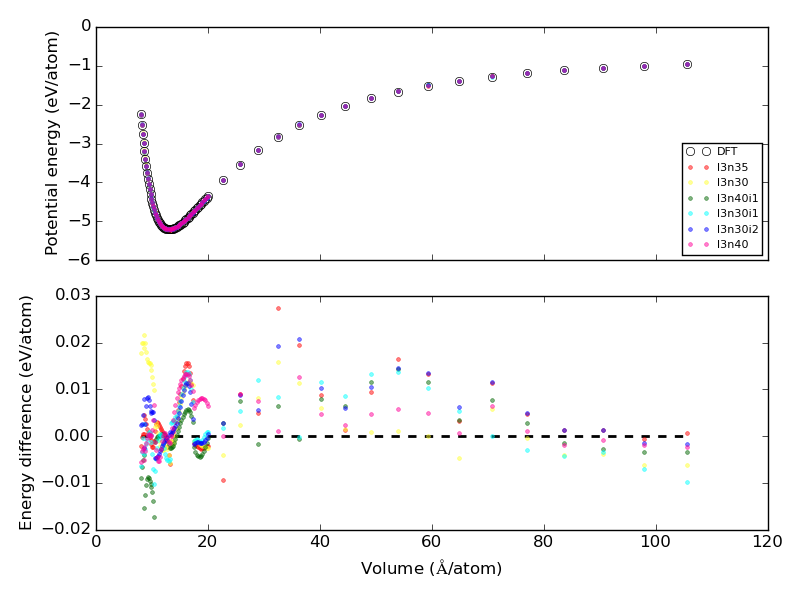 0
−1
−2
−3
−4
−5
−6
Potential energy (eV/atom)
DFT
l3n35
l3n30
l3n40i1
l3n30i1
l3n30i2
l3n40
0.03
0.02
0.01
0.00
−0.01
−0.02
Energy difference (eV/atom)
0 20 40 60 80 100 120
Volume (Å/atom)